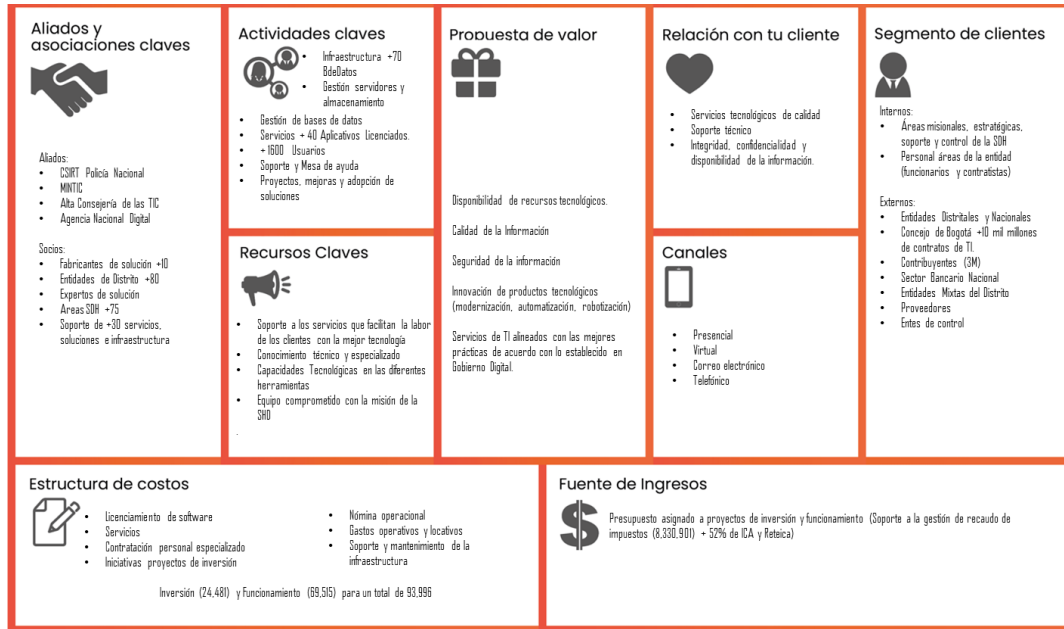 Aliados y
asociaciones claves
Aliados:
• CSIRT Policía Nacional
• MINTIC
• Alta Consejería de las TIC
• Agencia Nacional Digital
Socios:
• Fabricantes de solución +10
• Entidades de Distrito +80
• Expertos de solución
• Areas SDH +75
• Soporte de +30 servicios,
soluciones e infraestructura
Actividades claves
• Infraestructura +70
BdeDatos
• Gestión servidores y
almacenamiento
• Gestión de bases de datos
• Servicios + 40 Aplicativos Licenciados.
• +1600 Usuarios
• Soporte y Mesa de ayuda
• Proyectos, mejoras y adopción de
soluciones
Recursos Claves
• Soporte a los servicios que facilitan la labor
de los clientes con la mejor tecnología
• Conocimiento técnico y especializado
• Capacidades Tecnológicas en las diferentes
herramientas
• Equipo comprometido con la misión de la
SHD
.
Propuesta de valor
Disponibilidad de recursos tecnológicos.
Calidad de la Información
Seguridad de la información
Innovación de productos tecnológicos
(modernización, automatización, robotización)
Servicios de TI alineados con las mejores
prácticas de acuerdo con lo establecido en
Gobierno Digital.
Relación con tu cliente
• Servicios tecnológicos de calidad
• Soporte técnico
• Integridad, confidencialidad y
disponibilidad de la información.
Canales
• Presencial
• Virtual
• Correo electrónico
• Telefónico
Segmento de clientes
Internos:
• Áreas misionales, estratégicas,
soporte y control de la SDH
• Personal áreas de la entidad
(funcionarios y contratistas)
Externos:
• Entidades Distritales y Nacionales
• Concejo de Bogotá +10 mil millones
de contratos de TI.
• Contribuyentes (3M)
• Sector Bancario Nacional
• Entidades Mixtas del Distrito
• Proveedores
• Entes de control
Estructura de costos
• Licenciamiento de software
• Servicios
• Contratación personal especializado
• Iniciativas proyectos de inversión
• Nómina operacional
• Gastos operativos y locativos
• Soporte y mantenimiento de la
infraestructura
Inversión (24,481) y Funcionamiento (69,515) para un total de 93,996
Fuente de Ingresos
Presupuesto asignado a proyectos de inversión y funcionamiento (Soporte a la gestión de recaudo de
impuestos (8,330,901) + 52% de ICA y Reteica)